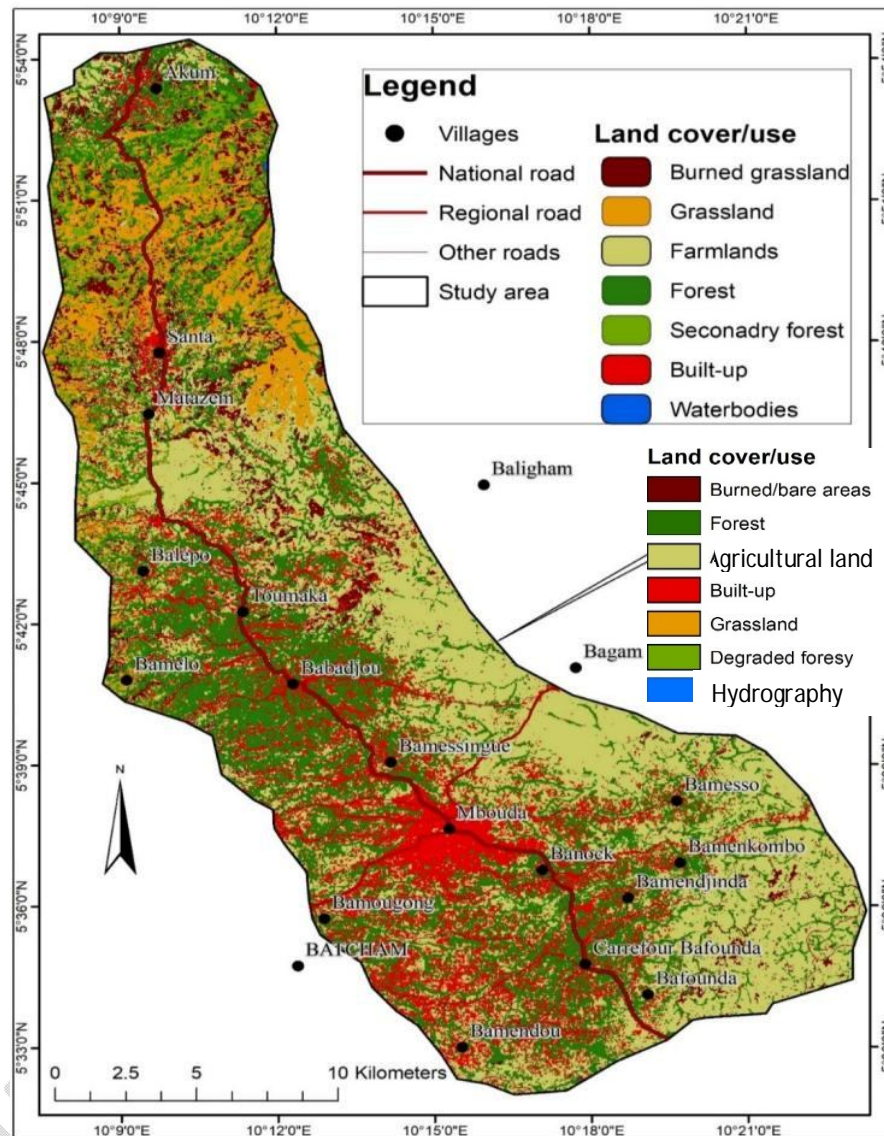 10°9'0"E 10°12'0"E 10°15'0"E 10°18'0"E 10°21'0"E
5°54'0"N
5°51'0"N
5°48'0"N
5°45'0"N
5°42'0"N
5°39'0"N
5°36'0"N
5°33'0"N
Legend
Villages
National road
Regional road
Other roads
Study area
Land cover/use
Burned grassland
Grassland
Farmlands
Forest
Seconadry forest
Built-up
Waterbodies
Land cover/use
Burned/bare areas
Forest
Agricultural land
Built-up
Grassland
Degraded foresy
Hydrography
Akum
Santa
Matazem
Baligham
Balépo
Toumaka
Bagam
Bamelo
Babadjou
Bamessingue
Bamesso
Mbouda
Bamenkombo
Banock
Bamendjinda
Bamougong
BATCHAM
Carrefour Bafounda
Bafounda
Bamendou
N
0 2.5 5 10 Kilometers
10°9'0"E 10°12'0"E 10°15'0"E 10°18'0"E 10°21'0"E